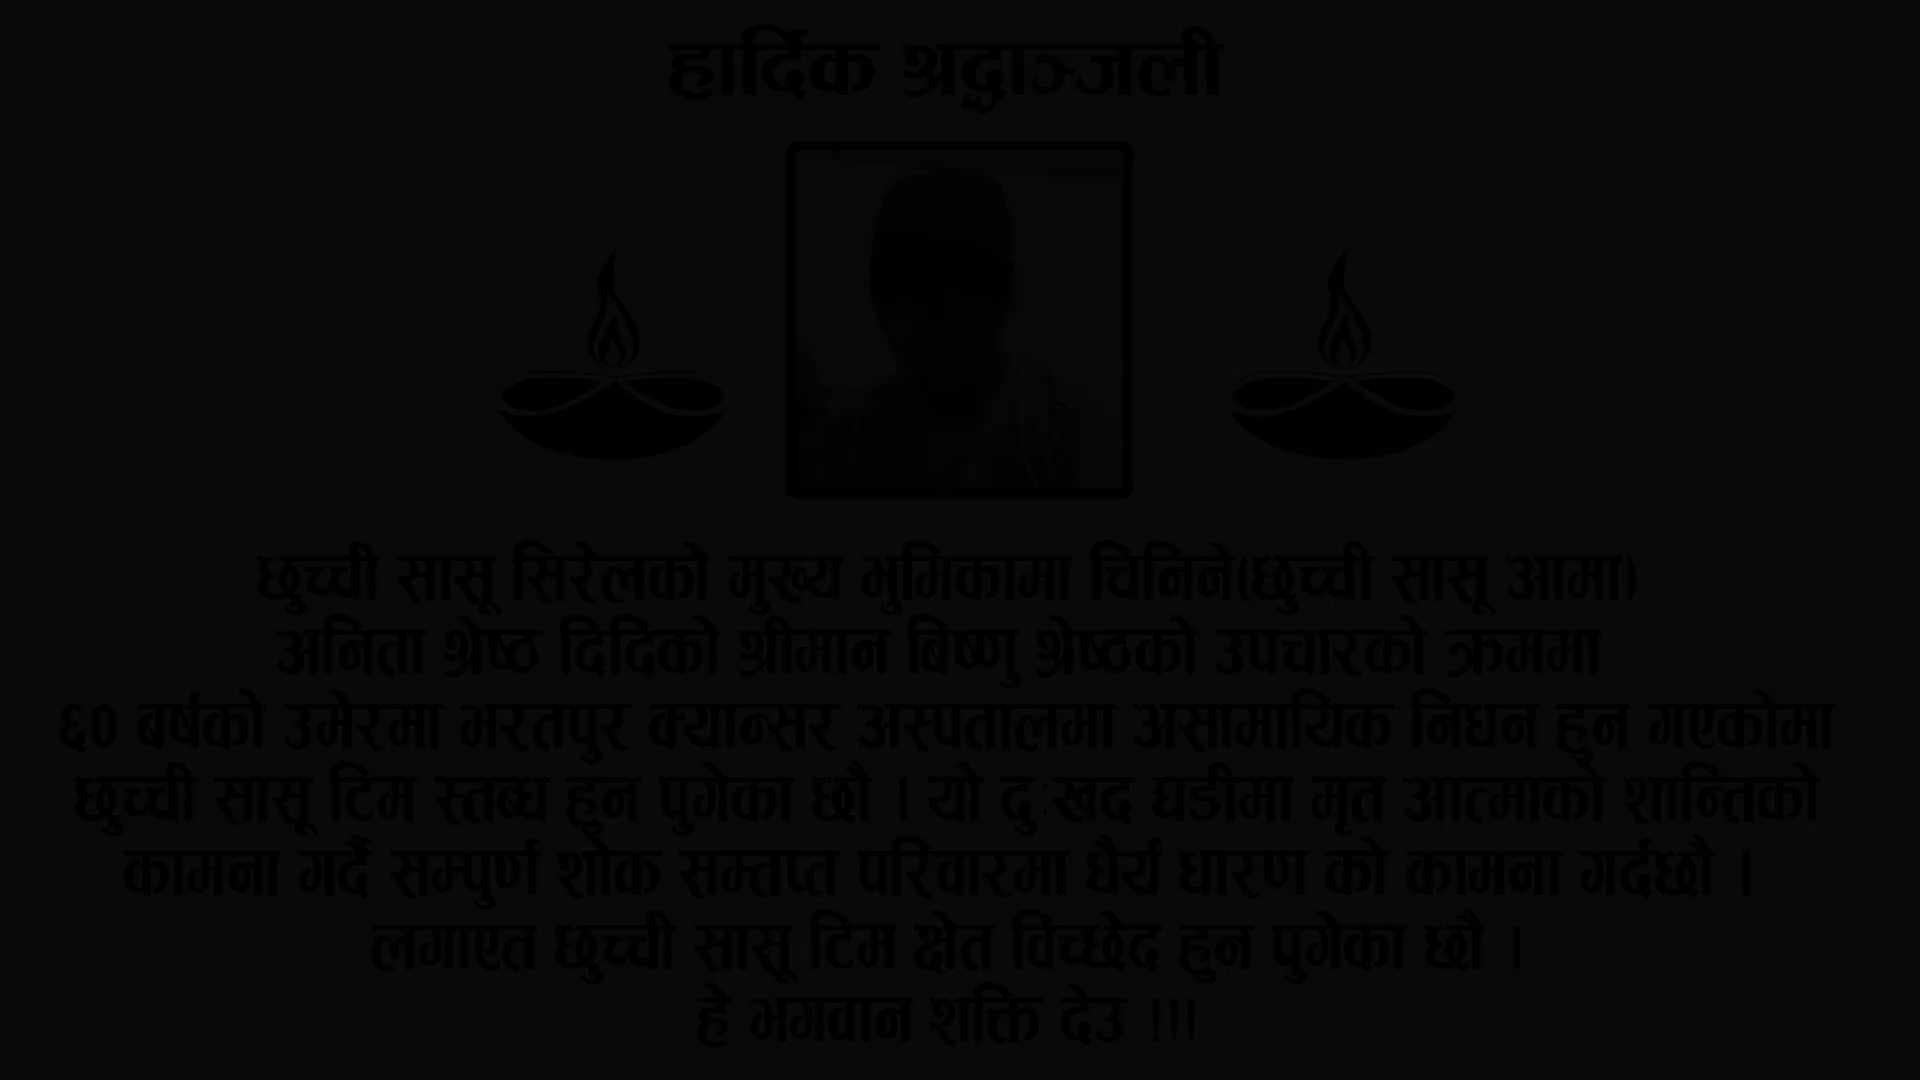 हार्दिक श्रद्धाञ्जली
छुच्ची सासू सिरेलको मुख्य भुमिकामा चिनिने(छुच्ची सासू आमा)
अनिता श्रेष्ठ दिदिको श्रीमान बिष्णु श्रेष्ठको उपचारको क्रममा
६० बर्षको उमेरमा भरतपुर क्यान्सर अस्पतालमा असामायिक निधन हुन गएकोमा
छुच्ची सासू टिम स्तब्ध हुन पुगेका छौ । यो दुःखद घडीमा मृत आत्माको शान्तिको
कामना गर्दै सम्पुर्ण शोक सम्तप्त परिवारमा धैर्य धारण को कामना गर्दछौ ।
लगाएत छुच्ची सासू टिम क्षेत विच्छेद हुन पुगेका छौ ।
हे भगवान शक्ति देउ ।।।